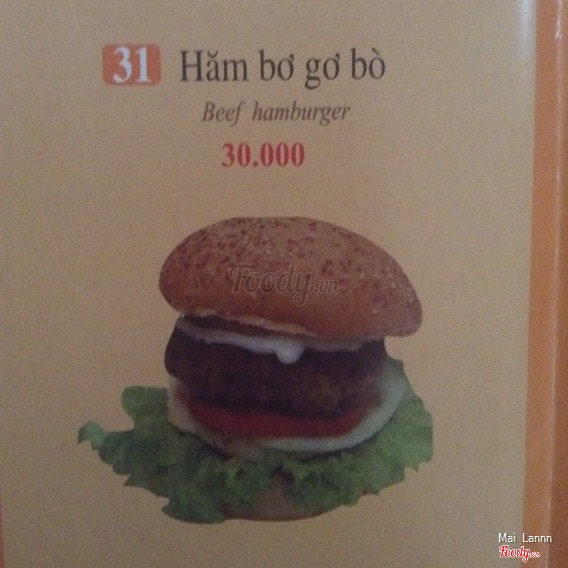 31 Hăm bơ gơ bò
Beef hamburger
30.000
Foody.vn
Mai Lannn
Foody.vn